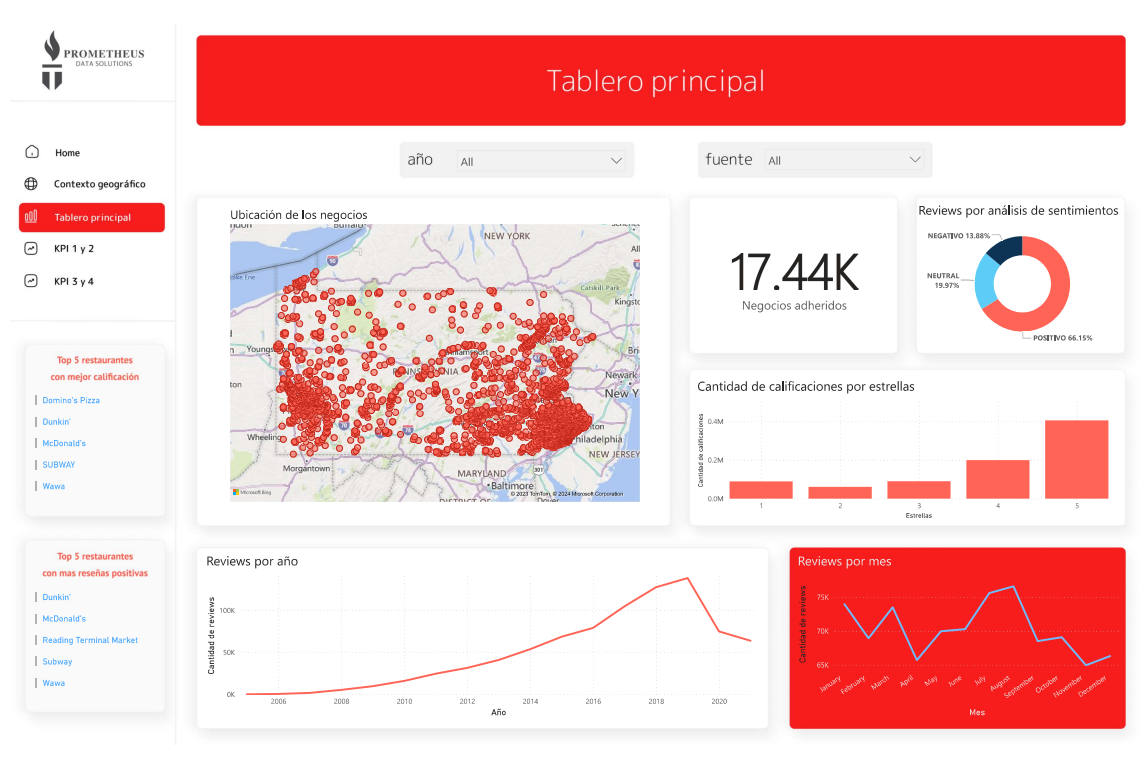 PROMETHEUS
DATA SOLUTIONS
Home
Contexto geográfico
Tablero principal
KPI 1 y 2
KPI 3 y 4
Top 5 restaurantes
con mejor calificación
Domino's Pizza
Dunkin'
McDonald's
SUBWAY
Wawa
Top 5 restaurantes
con mas reseñas positivas
Dunkin'
McDonald's
Reading Terminal Market
Subway
Wawa
Tablero principal
año All
fuente All
Ubicación de los negocios
Buffalo
NEW YORK
Catskill Park
Kingst
Youngs
Newark
New Y
ton
Wheeling
hiladelphia
NEW JERSEY
Morgantown
MARYLAND
301
Baltimore
DISTRICT OF
Dover
Microsoft Bing
© 2023 TomTom, © 2024 Microsoft Corporation
17.44K
Negocios adheridos
Reviews por análisis de sentimientos
NEGATIVO 13.88%
NEUTRAL
19.97%
POSITIVO 66.15%
Cantidad de calificaciones por estrellas
Cantidad de calificaciones
0.4M
0.2M
0.0M
1 2 3 4 5
Estrellas
Reviews por año
Cantidad de reviews
100K
50K
0K
2006 2008 2010 2012 2014 2016 2018 2020
Año
Reviews por mes
Cantidad de reviews
75K
70K
65K
January February March April May June July August September October November December
Mes